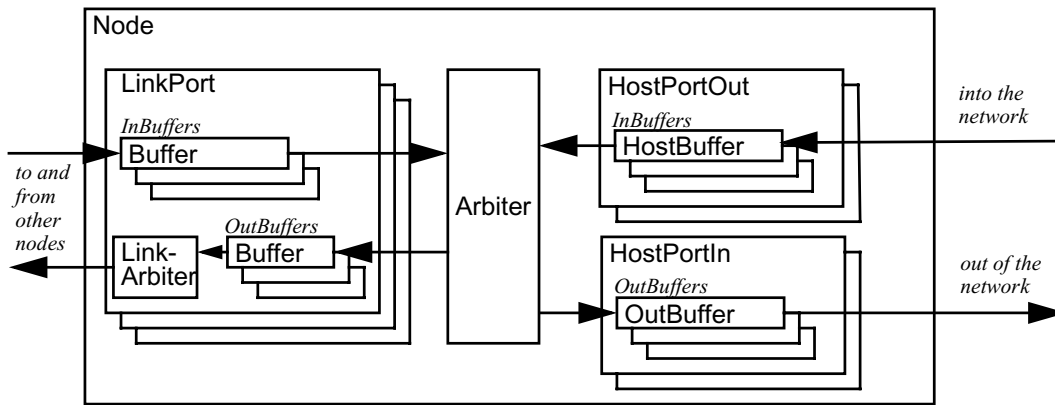 Node
LinkPort
InBuffers
Buffer
to and
from
other
nodes
OutBuffers
Buffer
Link-
Arbiter
Arbiter
HostPortOut
InBuffers
HostBuffer
into the
network
HostPortIn
OutBuffers
OutBuffer
out of the
network